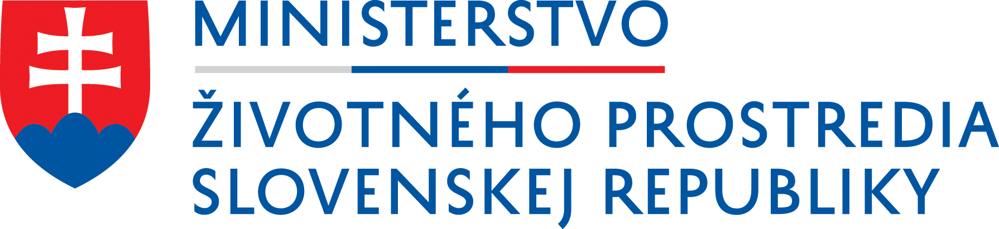 MINISTERSTVO
ŽIVOTNÉHO PROSTREDIA
SLOVENSKEJ REPUBLIKY